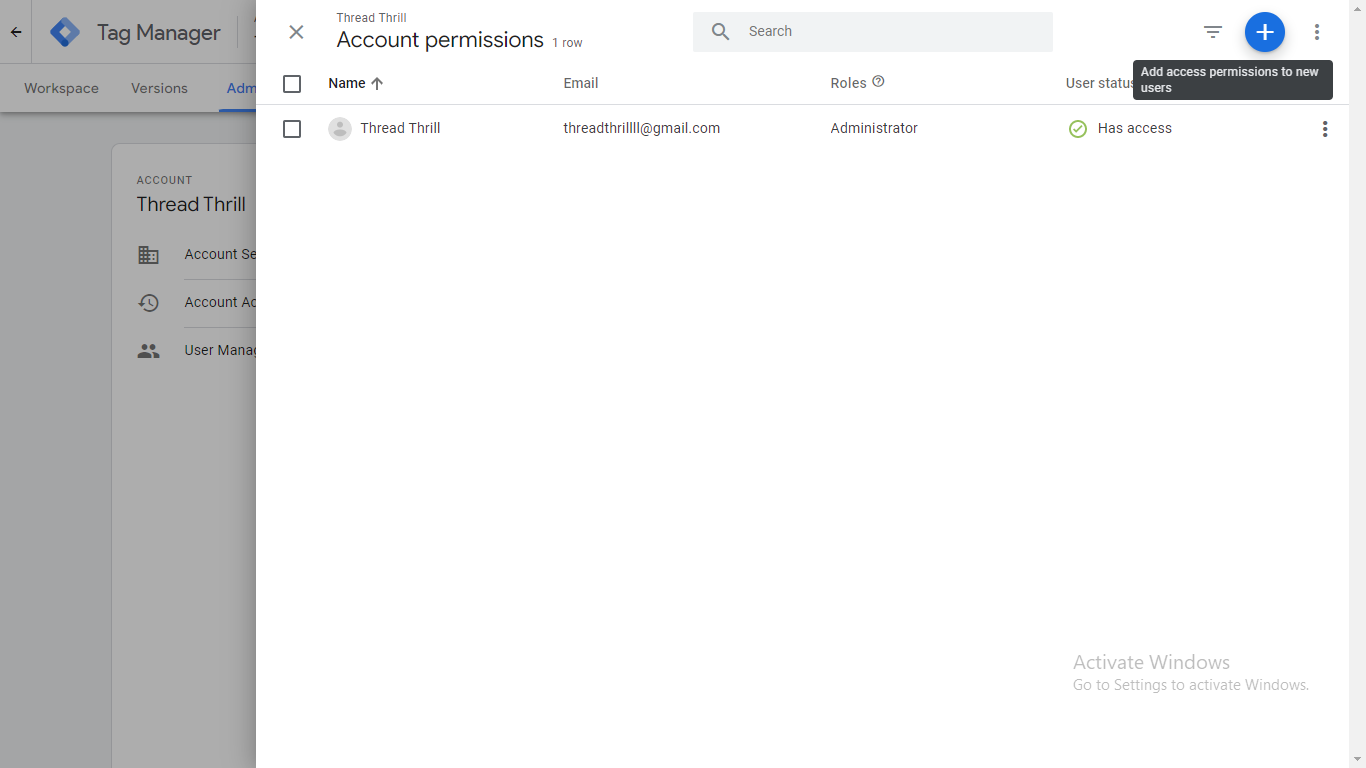 Tag Manager
Workspace Versions Adm
ACCOUNT
Thread Thrill
Account Se
Account Ac
User Manag
Thread Thrill
Account permissions 1 row
Search
Add access permissions to new
users
Name Email Roles User status
Thread Thrill threadthrillll@gmail.com Administrator Has access
Activate Windows
Go to Settings to activate Windows.